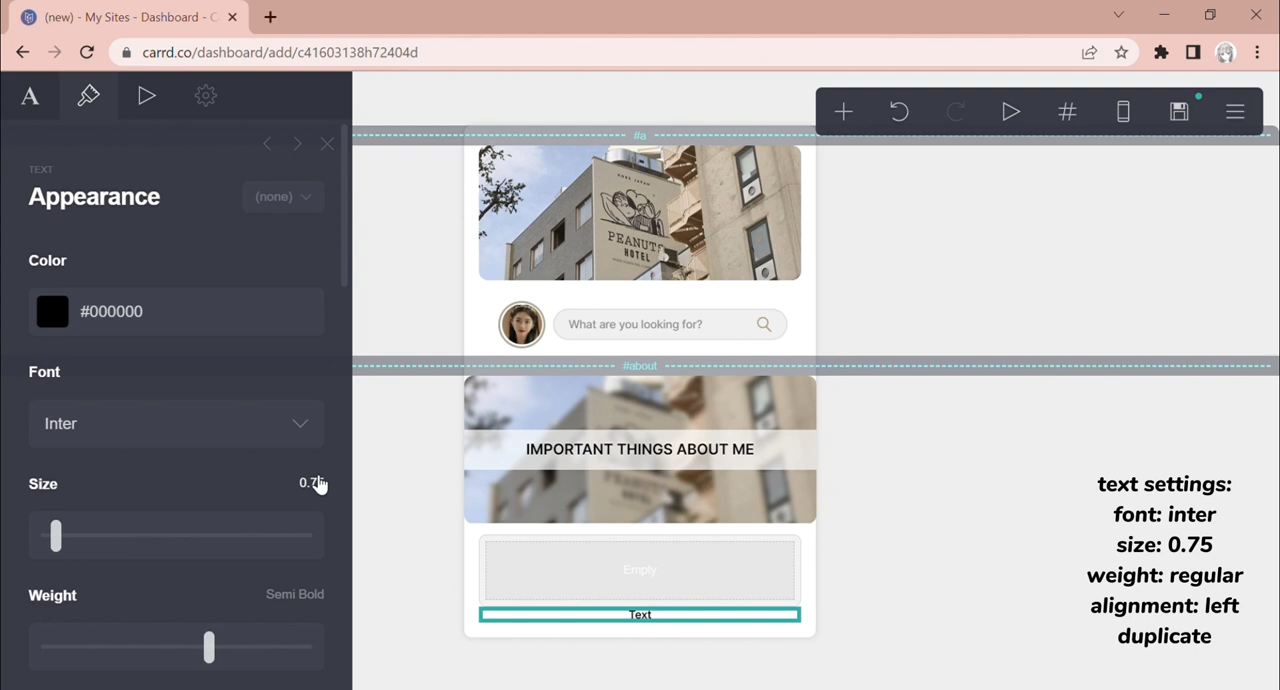 (new) - My Sites - Dashboard - C
carrd.co/dashboard/add/c41603138h72404d
A
TEXT
Appearance
(none)
Color
#000000
Font
Inter
Size
Weight
Semi Bold
#
#a
KOBE JAPAN
PEANUTS
HOTEL
What are you looking for?
#about
IMPORTANT THINGS ABOUT ME
Empty
Text
text settings:
font: inter
size: 0.75
weight: regular
alignment: left
duplicate